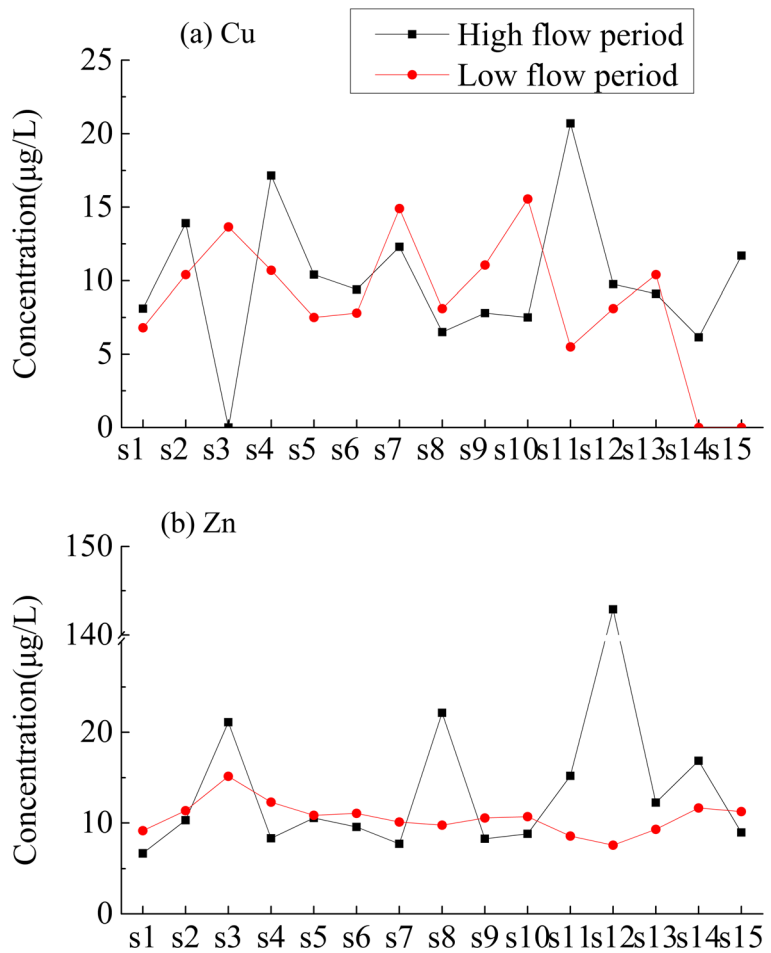 (a) Cu
High flow period
Low flow period
Concentration(μg/L)
25
20
15
10
5
0
s1 s2 s3 s4 s5 s6 s7 s8 s9 s10 s11 s12 s13 s14 s15
(b) Zn
Concentration(μg/L)
150
140
20
10
0
s1 s2 s3 s4 s5 s6 s7 s8 s9 s10 s11 s12 s13 s14 s15